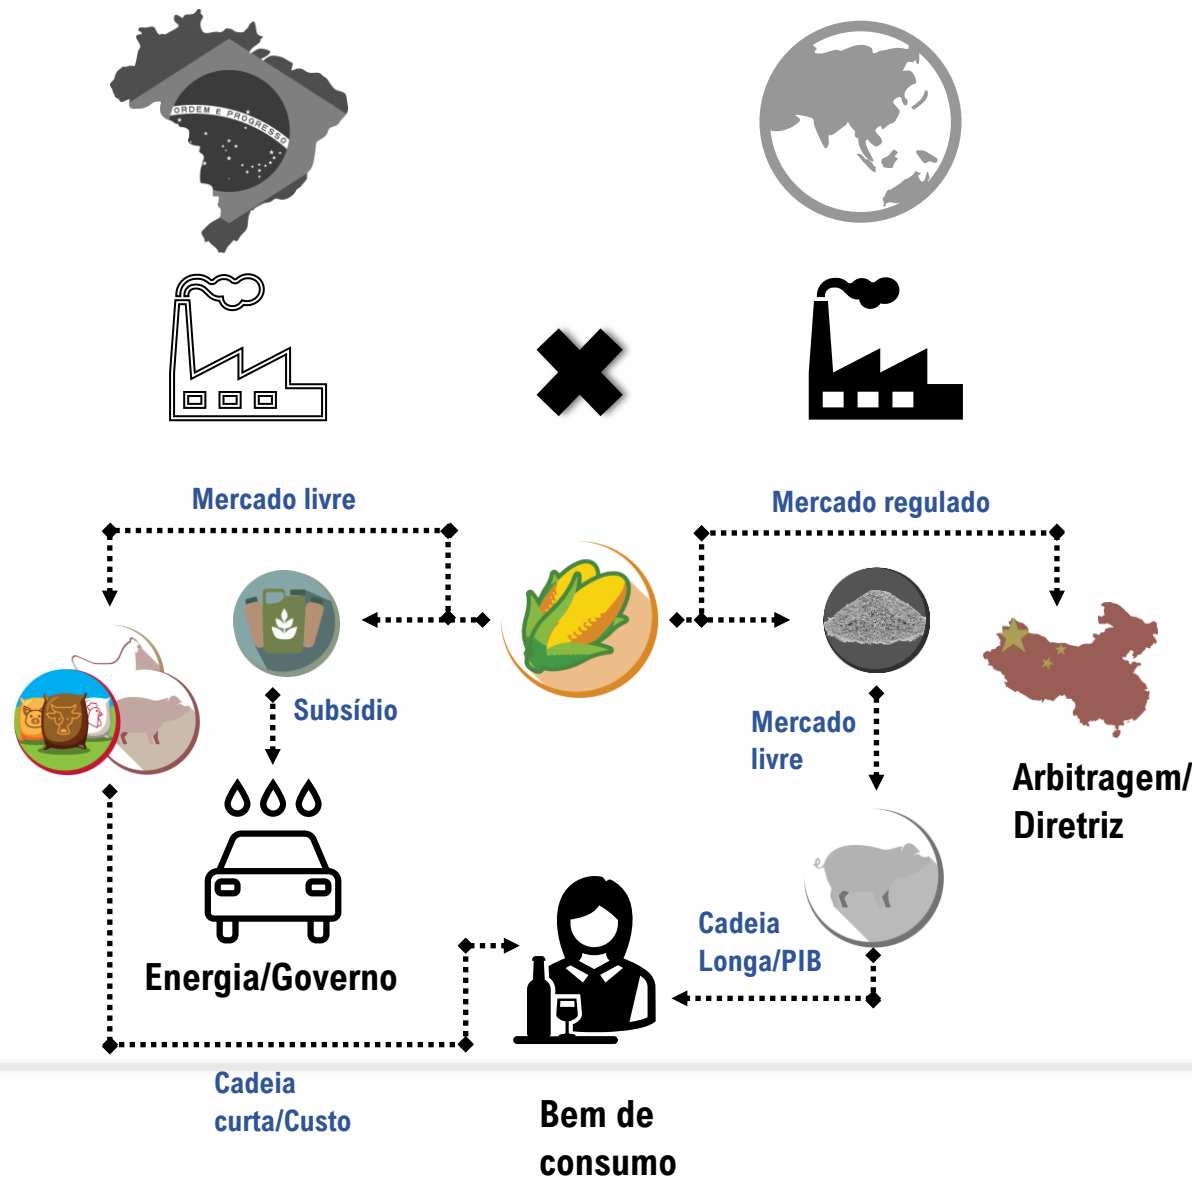 ORDEM E PROGRESSO
Mercado livre
Mercado regulado
Subsídio
Mercado
livre
Arbitragem/
Diretriz
Cadeia
Longa/PIB
Energia/Governo
Cadeia
curta/Custo
Bem de
consumo